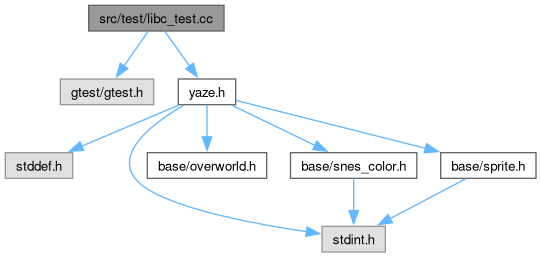 src/test/libc_test.cc
gtest/gtest.h
yaze.h
stddef.h
base/overworld.h
base/snes_color.h
base/sprite.h
stdint.h